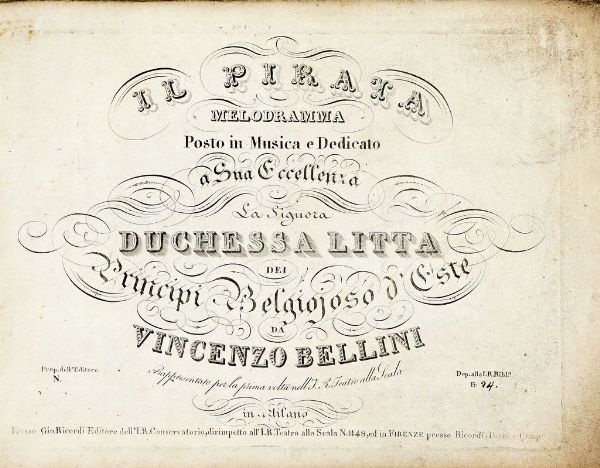 IL PIRATA
MELODRAMMA
Posto in Musica e Dedicato
a Sua Eccellenza
La Signora
DUCHESSA LITTA
DEI
Principi Belgiojoso d'Este
DA
VINCENZO BELLINI
Rappresentato per la prima volta nell'I. R. Teatro alla Scala
in Milano
Prop. dell'Editore.
N.
Dep. alla I.R. Bibl.ª
Fr. 24.
Presso Gio. Ricordi Editore dell'I.R. Conservatorio, dirimpetto all'I.R. Teatro alla Scala N. 1148, ed in FIRENZE presso Ricordi,